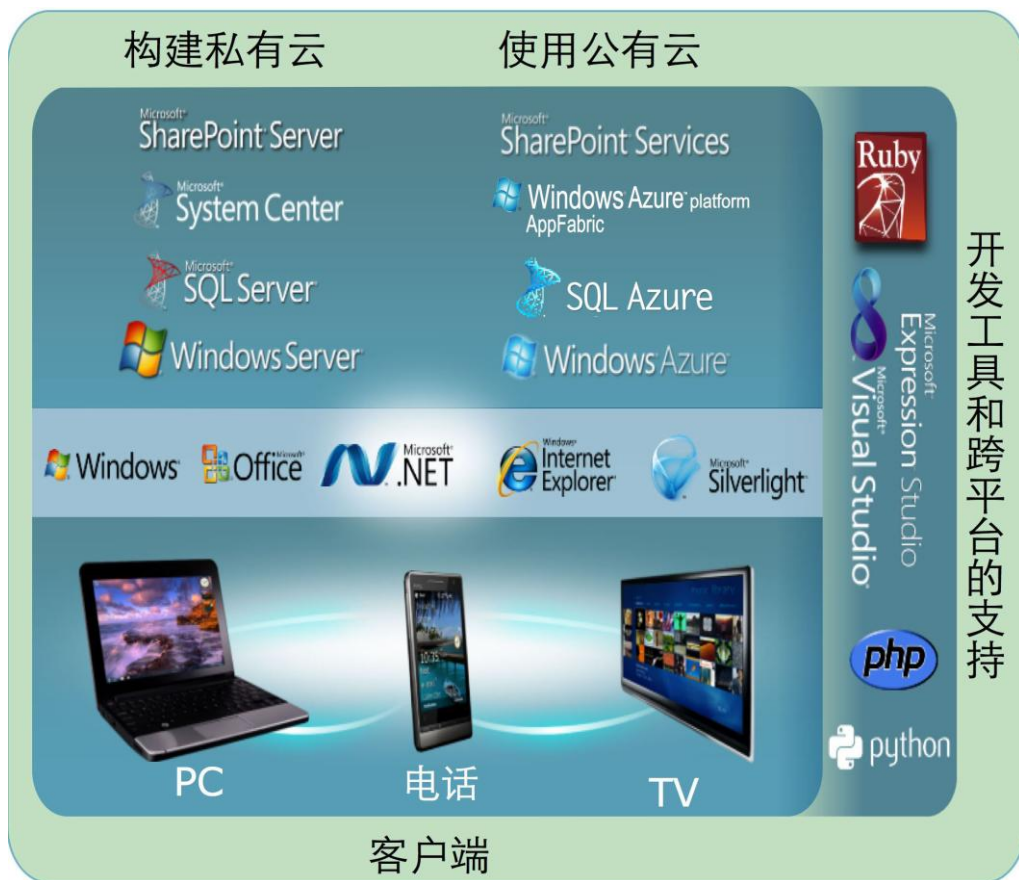 构建私有云
使用公有云
Microsoft
SharePoint Server
Microsoft
System Center
Microsoft
SQL Server
Windows Server
Microsoft
SharePoint Services
Windows Azure platform
AppFabric
SQL Azure
Windows Azure
Windows
Microsoft
Office
Microsoft
.NET
Windows
Internet
Explorer
Microsoft
Silverlight
PC
电话
TV
客户端
Ruby
Microsoft
Expression Studio
Microsoft
Visual Studio
php
python
开发工具和跨平台的支持